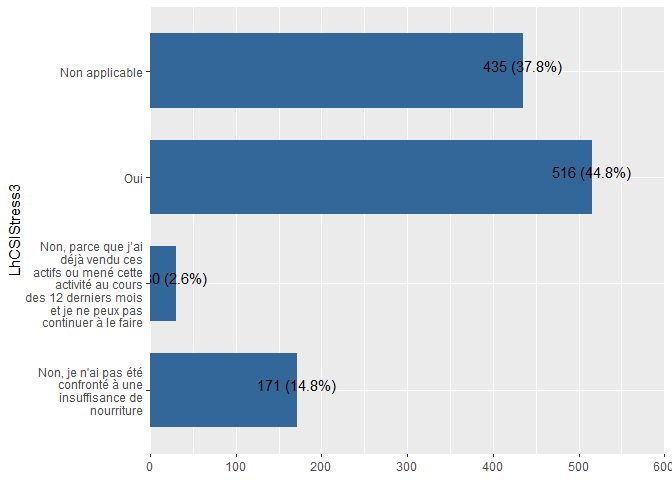 LhCSIStress3
Non applicable
435 (37.8%)
Oui
516 (44.8%)
Non, parce que j'ai
déjà vendu ces
actifs ou mené cette
activité au cours
des 12 derniers mois
et je ne peux pas
continuer à le faire
30 (2.6%)
Non, je n'ai pas été
confronté à une
insuffisance de
nourriture
171 (14.8%)
0 100 200 300 400 500 600